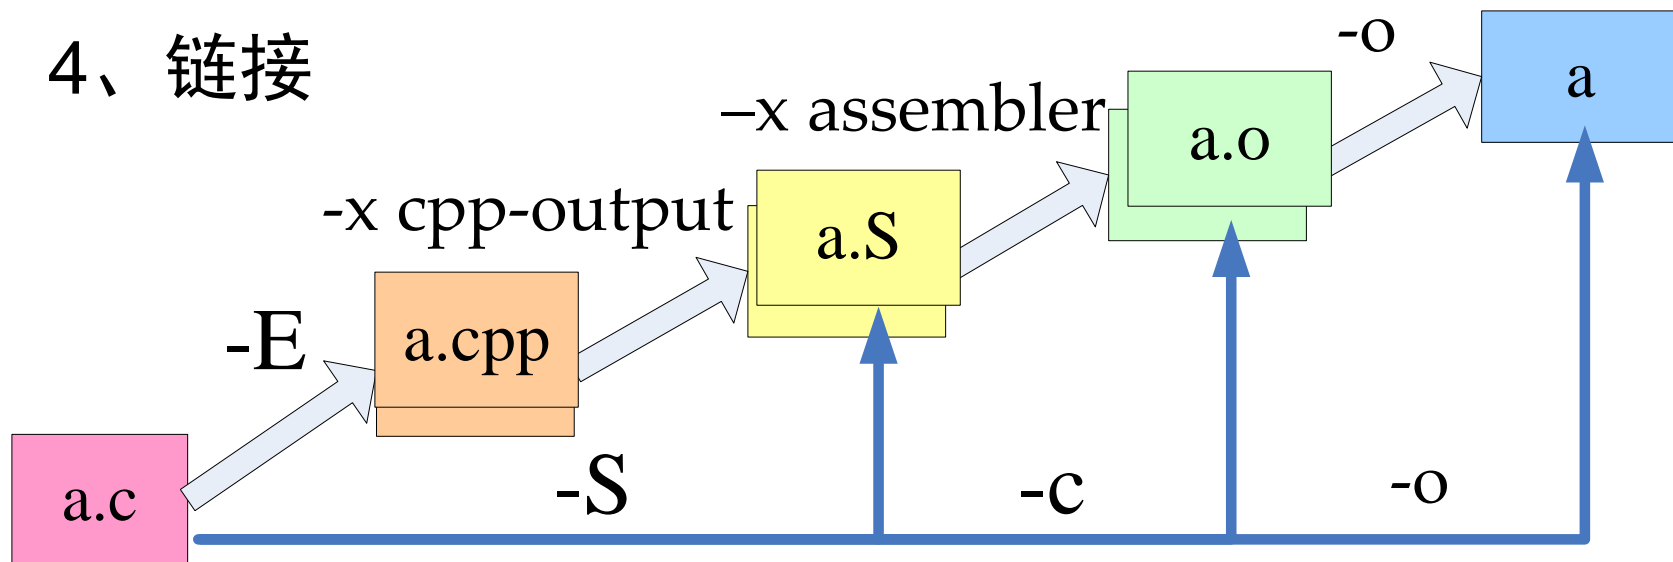 4、链接
-o
a
–x assembler
a.o
-x cpp-output
a.S
-E
a.cpp
a.c
-S
-c
-o